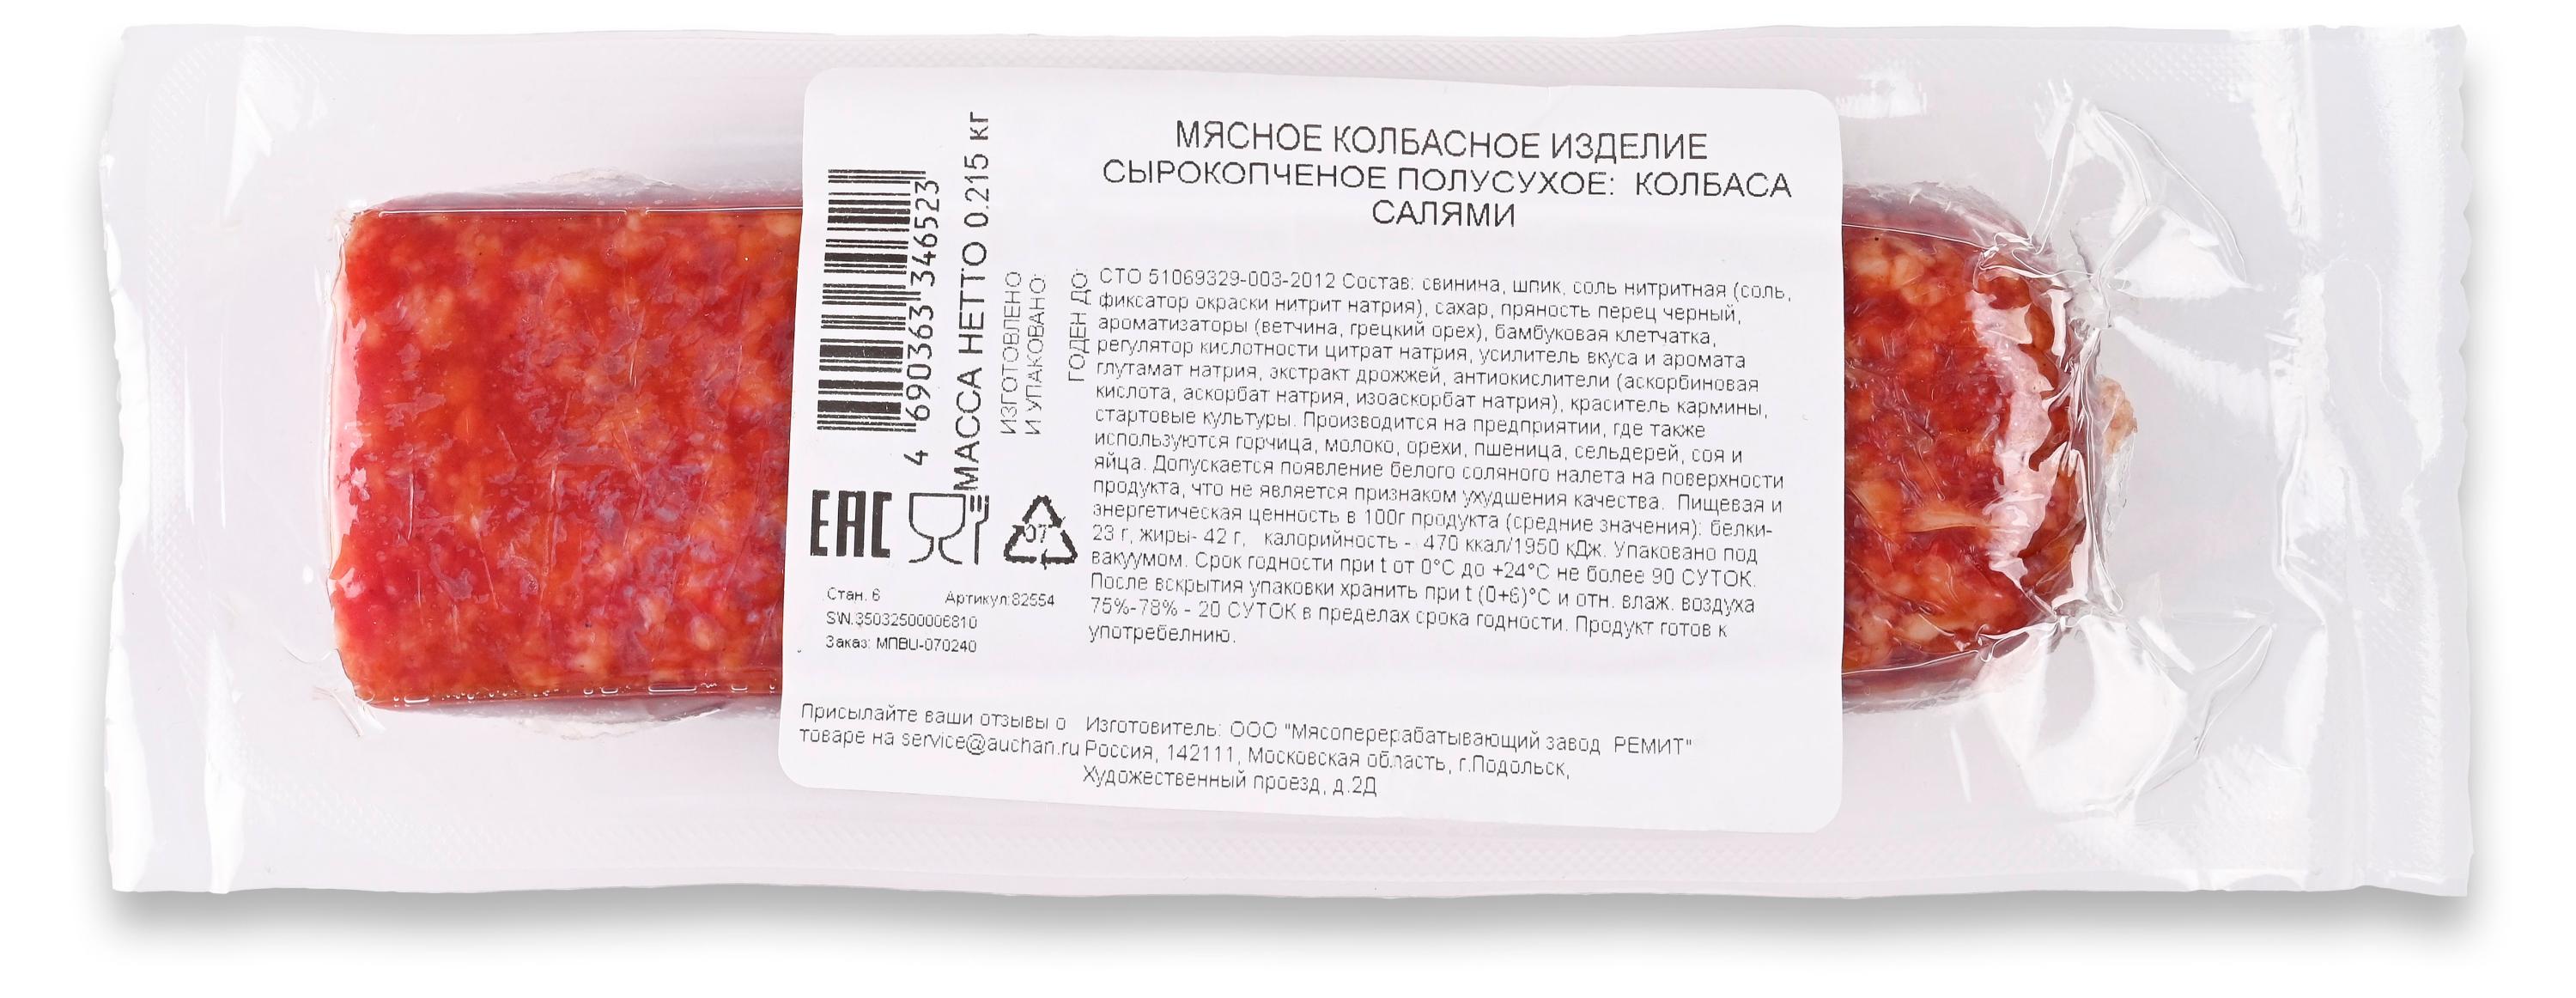 МЯСНОЕ КОЛБАСНОЕ ИЗДЕЛИЕ
СЫРОКОПЧЕНОЕ ПОЛУСУХОЕ: КОЛБАСА
САЛЯМИ
4 690363 346523
МАССА НЕТТО 0.215 КГ
ИЗГОТОВЛЕНО
И УПАКОВАНО:
ГОДЕН ДО:
СТО 51069329-003-2012 Состав: свинина, шпик, соль нитритная (соль,
фиксатор окраски нитрит натрия), сахар, пряность перец черный,
ароматизаторы (ветчина, грецкий орех), бамбуковая клетчатка,
регулятор кислотности цитрат натрия, усилитель вкуса и аромата
глутамат натрия, экстракт дрожжей, антиокислители (аскорбиновая
кислота, аскорбат натрия, изоаскорбат натрия), краситель кармины,
стартовые культуры. Производится на предприятии, где также
используются горчица, молоко, орехи, пшеница, сельдерей, соя и
яйца. Допускается появление белого соляного налета на поверхности
продукта, что не является признаком ухудшения качества. Пищевая и
энергетическая ценность в 100г продукта (средние значения): белки-
23 г, жиры- 42 г, калорийность - 470 ккал/1950 кДж. Упаковано под
вакуумом. Срок годности при t от 0°С до +24°С не более 90 СУТОК.
После вскрытия упаковки хранить при t (0+6)°С и отн. влаж. воздуха
75%-78% - 20 СУТОК в пределах срока годности. Продукт готов к
употребелнию.
ЕАС
07
Стан. 6 Артикул:82554
SW:35032500006810
Заказ: МПВU-070240
Присылайте ваши отзывы о
товаре на service@auchan.ru
Изготовитель: ООО "Мясоперерабатывающий завод РЕМИТ"
Россия, 142111, Московская область, г.Подольск,
Художественный проезд, д.2Д